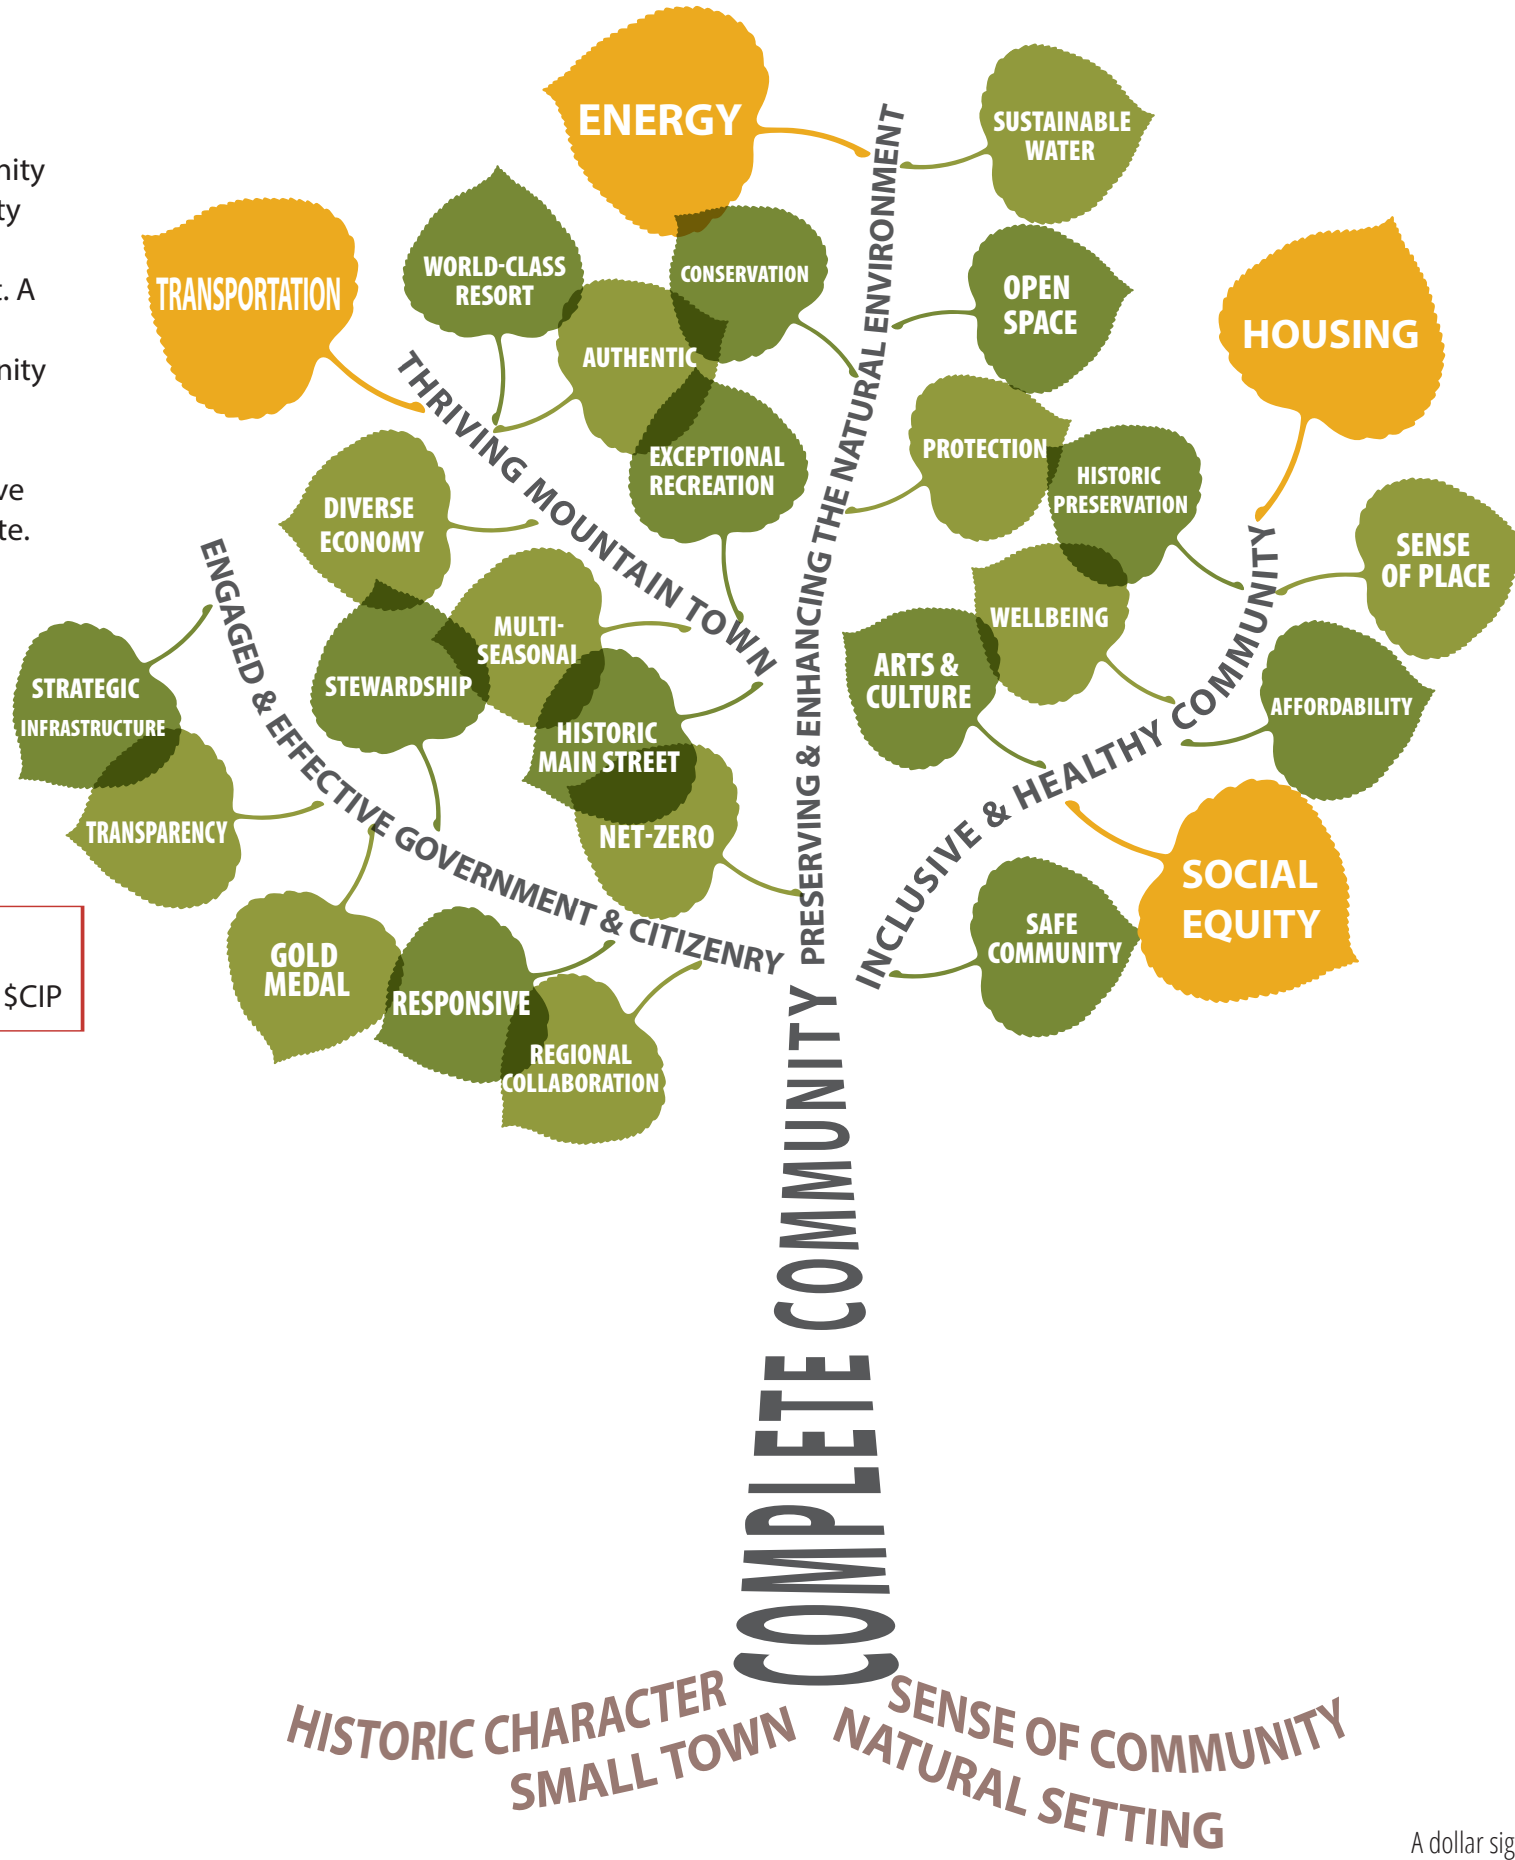 nity
ty
t. A
nity
ve
te.
$CIP
ENERGY
SUSTAINABLE
WATER
TRANSPORTATION
WORLD-CLASS
RESORT
CONSERVATION
OPEN
SPACE
HOUSING
AUTHENTIC
EXCEPTIONAL
RECREATION
PROTECTION
HISTORIC
PRESERVATION
SENSE
OF PLACE
DIVERSE
ECONOMY
MULTI-
SEASONAL
STEWARDSHIP
WELLBEING
ARTS &
CULTURE
AFFORDABILITY
STRATEGIC
INFRASTRUCTURE
HISTORIC
MAIN STREET
TRANSPARENCY
NET-ZERO
SOCIAL
EQUITY
SAFE
COMMUNITY
GOLD
MEDAL
RESPONSIVE
REGIONAL
COLLABORATION
THRIVING MOUNTAIN TOWN
PRESERVING & ENHANCING THE NATURAL ENVIRONMENT
ENGAGED & EFFECTIVE GOVERNMENT & CITIZENRY
INCLUSIVE & HEALTHY COMMUNITY
COMPLETE COMMUNITY
HISTORIC CHARACTER
SMALL TOWN
SENSE OF COMMUNITY
NATURAL SETTING
A dollar sig